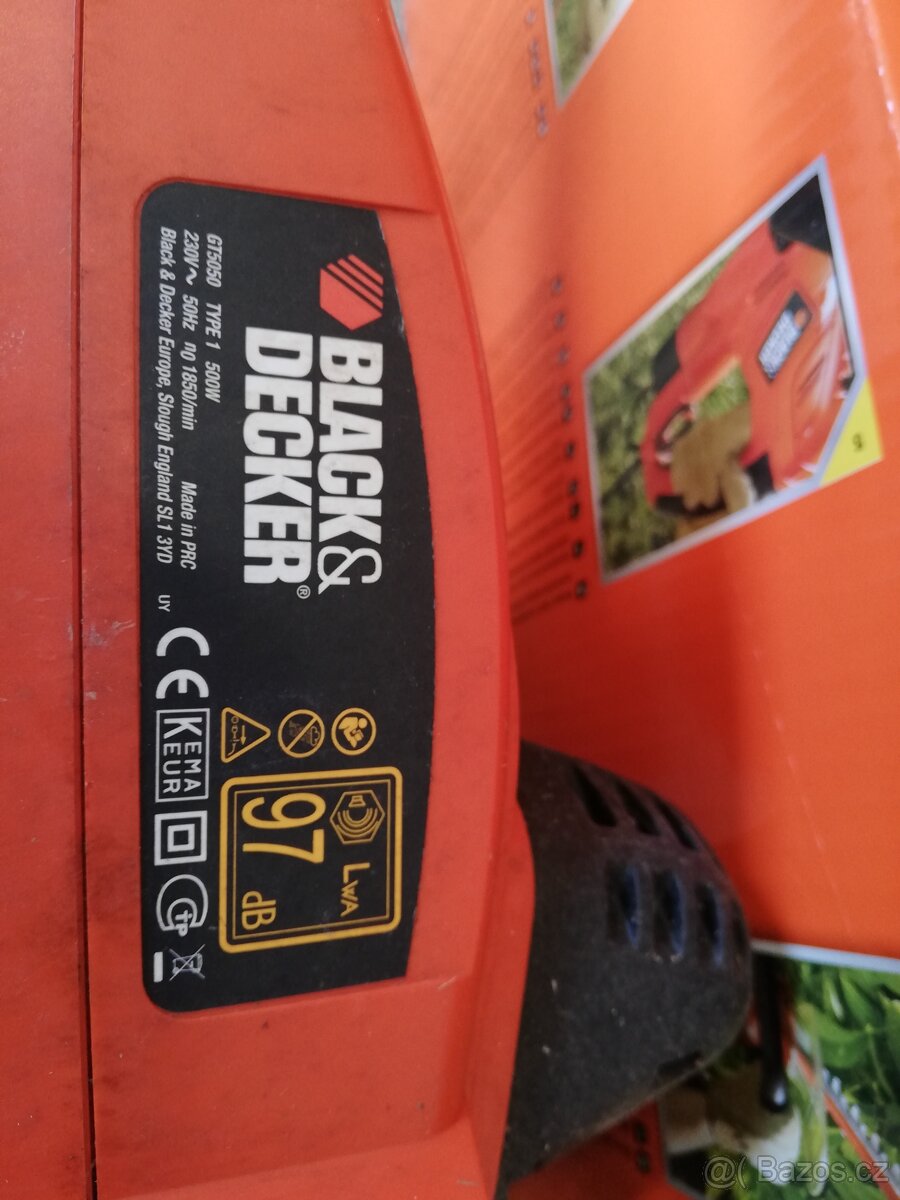 BLACK&
DECKER®
GT5050 TYPE 1 500W
230V~ 50Hz no 1850/min Made in PRC
Black & Decker Europe, Slough England SL1 3YD
UY
CE
KEMA
KEUR
LWA
97
dB
@( Bazos.cz